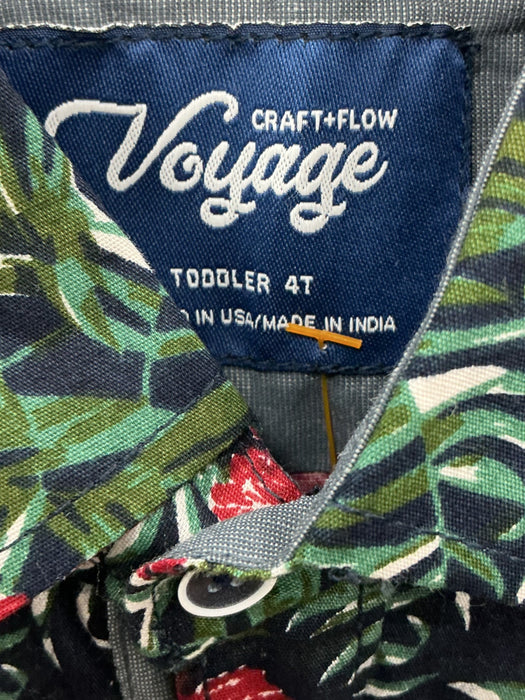 CRAFT+FLOW
Voyage
TODDLER 4T
IN USA/MADE IN INDIA